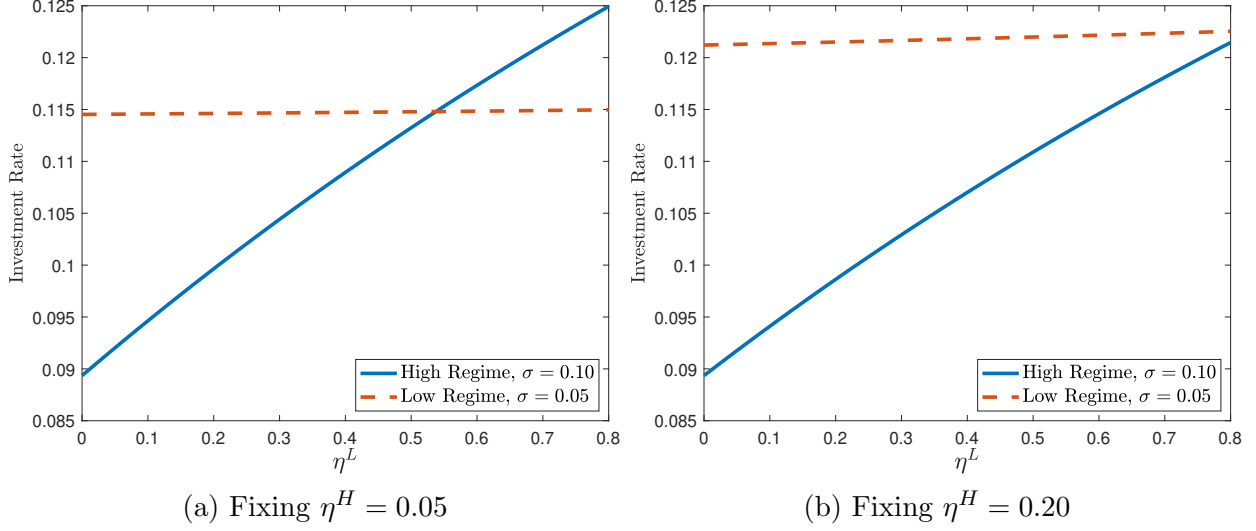 0.125
0.12
0.115
0.11
0.105
0.1
0.095
0.09
0.085
Investment Rate
0 0.1 0.2 0.3 0.4 0.5 0.6 0.7 0.8
η^L
High Regime, σ = 0.10
Low Regime, σ = 0.05
(a) Fixing η^H = 0.05
0.125
0.12
0.115
0.11
0.105
0.1
0.095
0.09
0.085
Investment Rate
0 0.1 0.2 0.3 0.4 0.5 0.6 0.7 0.8
η^L
High Regime, σ = 0.10
Low Regime, σ = 0.05
(b) Fixing η^H = 0.20